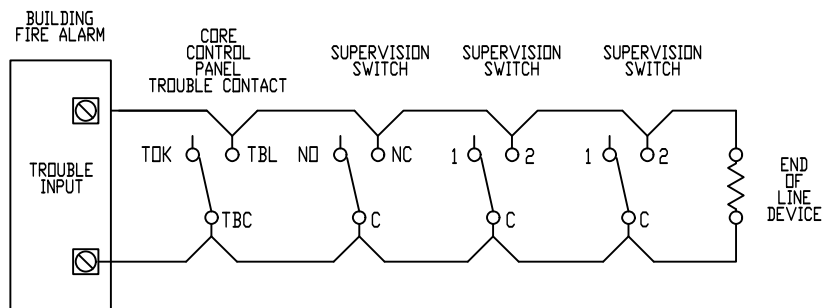 BUILDING
FIRE ALARM
CORE
CONTROL
PANEL
TROUBLE CONTACT
SUPERVISION
SWITCH
SUPERVISION
SWITCH
SUPERVISION
SWITCH
TROUBLE
INPUT
TOK
TBL
NO
NC
1
2
1
2
TBC
C
C
C
END
OF
LINE
DEVICE